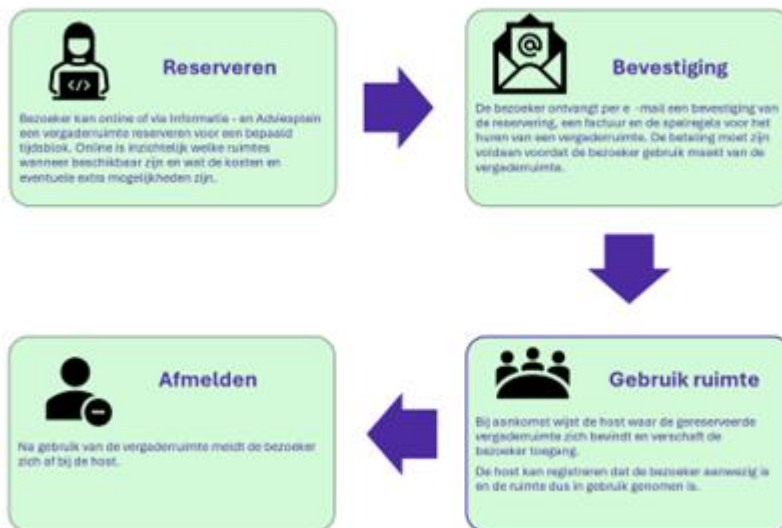 Reserveren
Bezoeker kan online of via Informatie - en Adviesplein
een vergaderruimte reserveren voor een bepaald
tijdsblok. Online is inzichtelijk welke ruimtes
wanneer beschikbaar zijn en wat de kosten en
eventuele extra mogelijkheden zijn.
Bevestiging
De bezoeker ontvangt per e -mail een bevestiging van
de reservering, een factuur en de spelregels voor het
huren van een vergaderruimte. De betaling moet zijn
voldaan voordat de bezoeker gebruik maakt van de
vergaderruimte.
Gebruik ruimte
Bij aankomst wijst de host waar de gereserveerde
vergaderruimte zich bevindt en verschaft de
bezoeker toegang.
De host kan registreren dat de bezoeker aanwezig is
en de ruimte dus in gebruik genomen is.
Afmelden
Na gebruik van de vergaderruimte meldt de bezoeker
zich af bij de host.